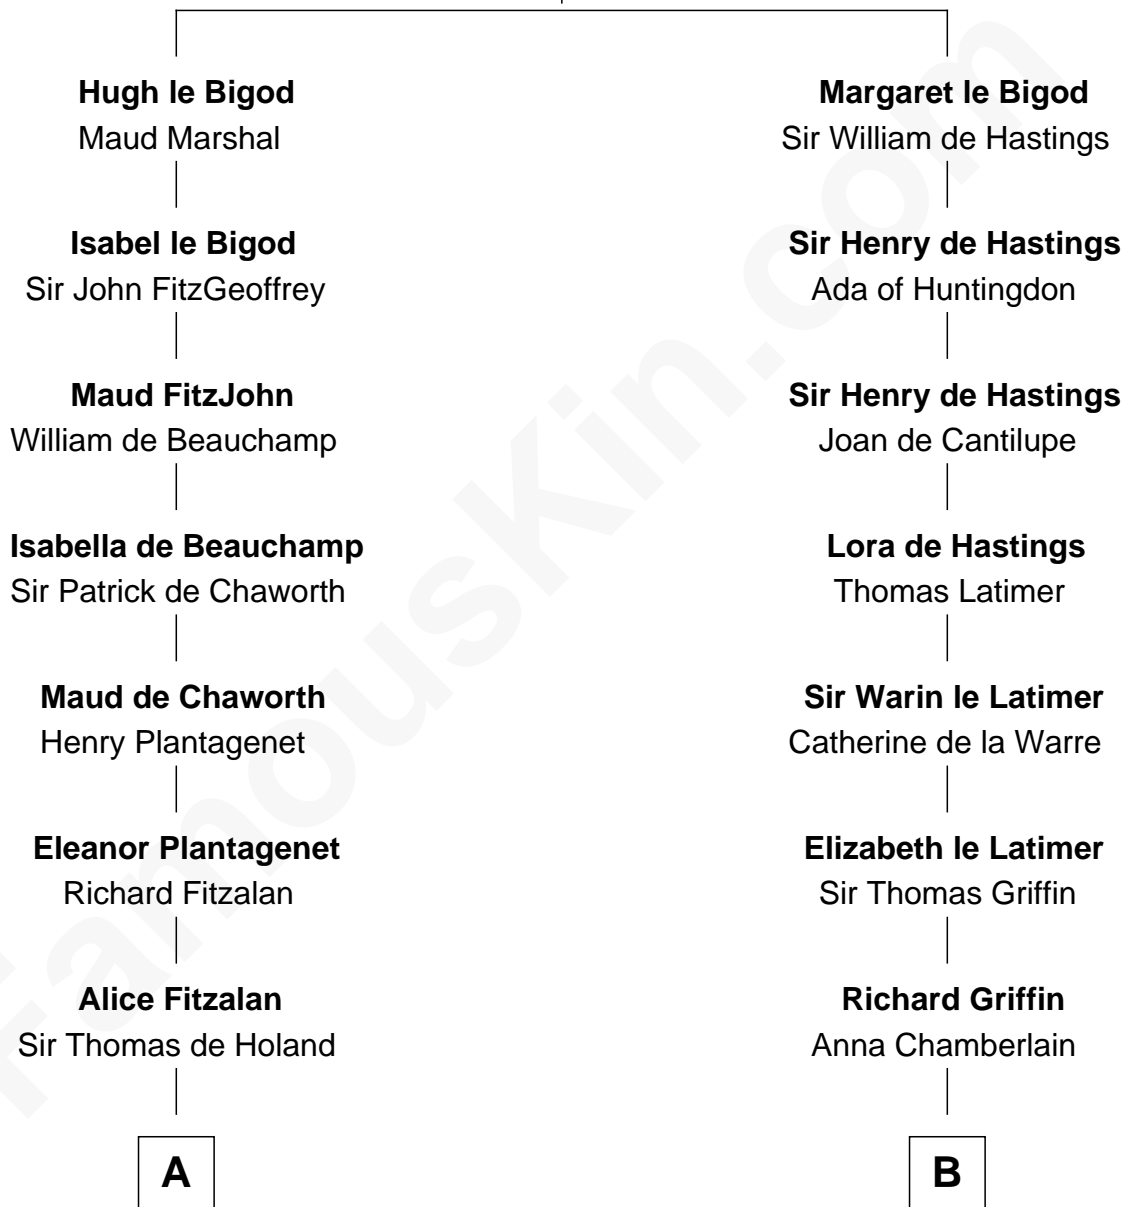 Hugh le Bigod
Maud Marshal
Isabel le Bigod
Sir John FitzGeoffrey
Maud FitzJohn
William de Beauchamp
Isabella de Beauchamp
Sir Patrick de Chaworth
Maud de Chaworth
Henry Plantagenet
Eleanor Plantagenet
Richard Fitzalan
Alice Fitzalan
Sir Thomas de Holand
A
Margaret le Bigod
Sir William de Hastings
Sir Henry de Hastings
Ada of Huntingdon
Sir Henry de Hastings
Joan de Cantilupe
Lora de Hastings
Thomas Latimer
Sir Warin le Latimer
Catherine de la Warre
Elizabeth le Latimer
Sir Thomas Griffin
Richard Griffin
Anna Chamberlain
B
FamousKin.com